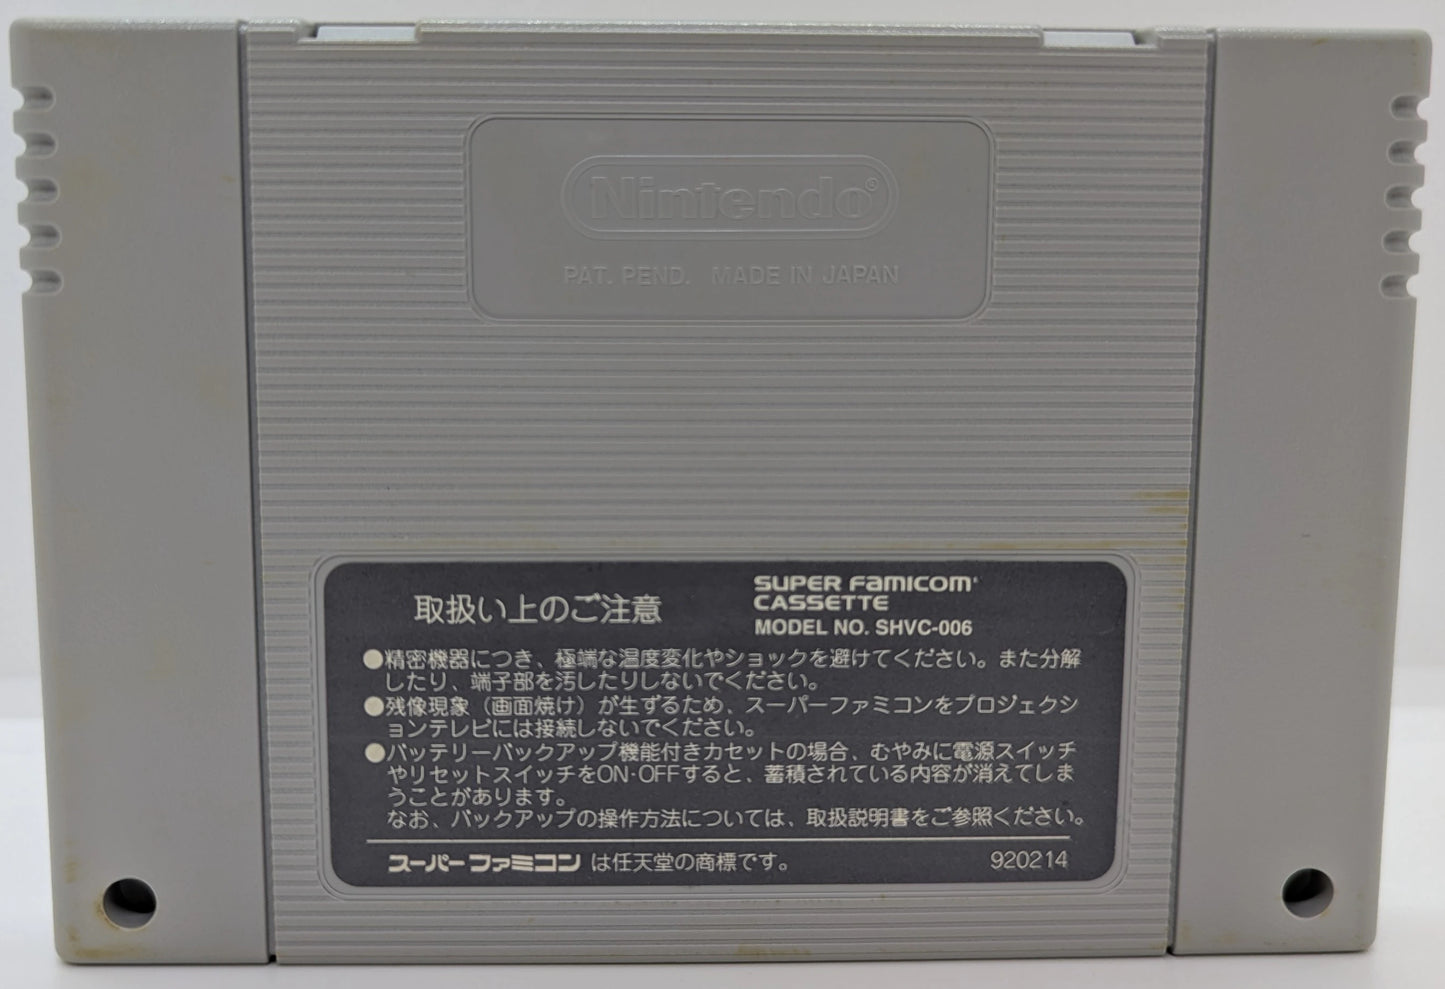 Nintendo®
PAT. PEND. MADE IN JAPAN
取扱い上のご注意
SUPER FAMICOM
CASSETTE
MODEL NO. SHVC-006
●精密機器につき、極端な温度変化やショックを避けてください。また分解
したり、端子部を汚したりしないでください。
●残像現象（画面焼け）が生ずるため、スーパーファミコンをプロジェクシ
ョンテレビには接続しないでください。
●バッテリーバックアップ機能付きカセットの場合、むやみに電源スイッチ
やリセットスイッチをON・OFFすると、蓄積されている内容が消えてしま
うことがあります。
なお、バックアップの操作方法については、取扱説明書をご参照ください。
スーパーファミコン は任天堂の商標です。
920214